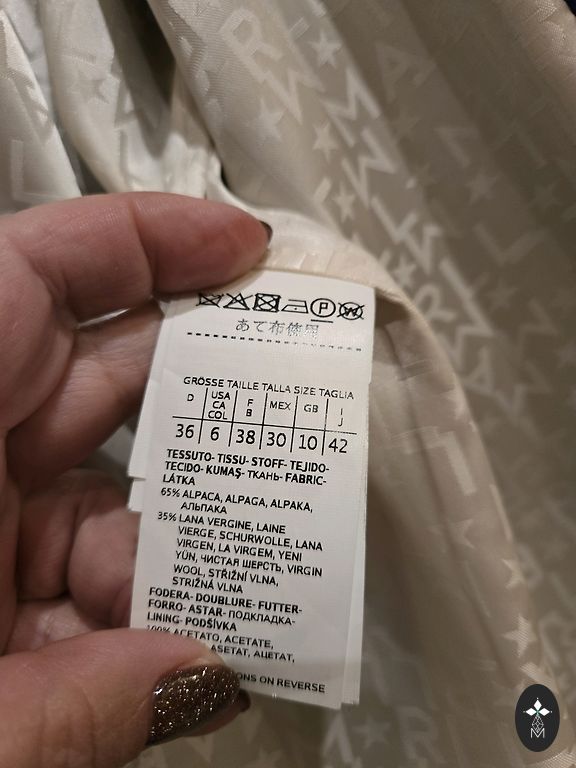 P W
あて布使用
GRÖSSE TAILLE TALLA SIZE TAGLIA
D USA CA COL F B MEX GB I J
36 6 38 30 10 42
TESSUTO- TISSU- STOFF- TEJIDO-
TECIDO- KUMAŞ- ТКАНЬ- FABRIC-
LÁTKA
65% ALPACA, ALPAGA, ALPAKA,
АЛЬПАКА
35% LANA VERGINE, LAINE
VIERGE, SCHURWOLLE, LANA
VIRGEN, LA VIRGEM, YENI
YÜN, ЧИСТАЯ ШЕРСТЬ, VIRGIN
WOOL, STŘIŽNÍ VLNA,
STRIŽNÁ VLNA
FODERA- DOUBLURE- FUTTER-
FORRO- ASTAR- ПОДКЛАДКА-
LINING- PODŠÍVKA
100% ACETATO, ACETATE,
ASETAT, АЦЕТАТ,
ONS ON REVERSE
M